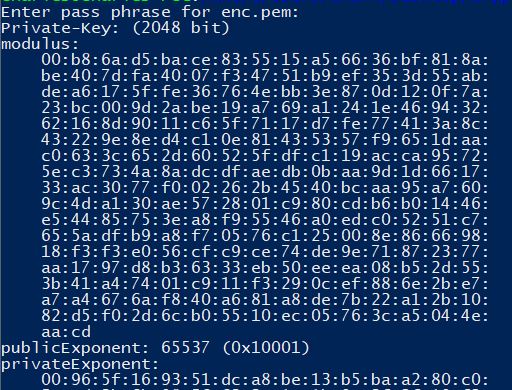 Enter pass phrase for enc.pem:
Private-Key: (2048 bit)
modulus:
00:b8:6a:d5:ba:ce:83:55:15:a5:66:36:bf:81:8a:
be:40:7d:fa:40:07:f3:47:51:b9:ef:35:3d:55:ab:
de:a6:17:5f:fe:36:76:4e:bb:3e:87:0d:12:0f:7a:
23:bc:00:9d:2a:be:19:a7:69:a1:24:1e:46:94:32:
62:16:8d:90:11:c6:5f:71:17:d7:fe:77:41:3a:8c:
43:22:9e:8e:d4:c1:0e:81:43:53:57:f9:65:1d:aa:
c0:63:3c:65:2d:60:52:5f:df:c1:19:ac:ca:95:72:
5e:c3:73:4a:8a:dc:df:ae:db:0b:aa:9d:1d:66:17:
33:ac:30:77:f0:02:26:2b:45:40:bc:aa:95:a7:60:
9c:4d:a1:30:ae:57:28:01:c9:80:cd:b6:b0:14:46:
e5:44:85:75:3e:a8:f9:55:46:a0:ed:c0:52:51:c7:
65:5a:df:b9:a8:f7:05:76:c1:25:00:8e:86:66:98:
18:f3:f3:e0:56:cf:c9:ce:74:de:9e:71:87:23:77:
aa:17:97:d8:b3:63:33:eb:50:ee:ea:08:b5:2d:55:
3b:41:a4:74:01:c9:11:f3:29:0c:ef:88:6e:2b:e7:
a7:a4:67:6a:f8:40:a6:81:a8:de:7b:22:a1:2b:10:
82:d5:f0:2d:6c:b0:55:10:ec:05:76:3c:a5:04:4e:
aa:cd
publicExponent: 65537 (0x10001)
privateExponent:
00:96:5f:16:93:51:dc:a8:be:13:b5:ba:a2:80:c0: